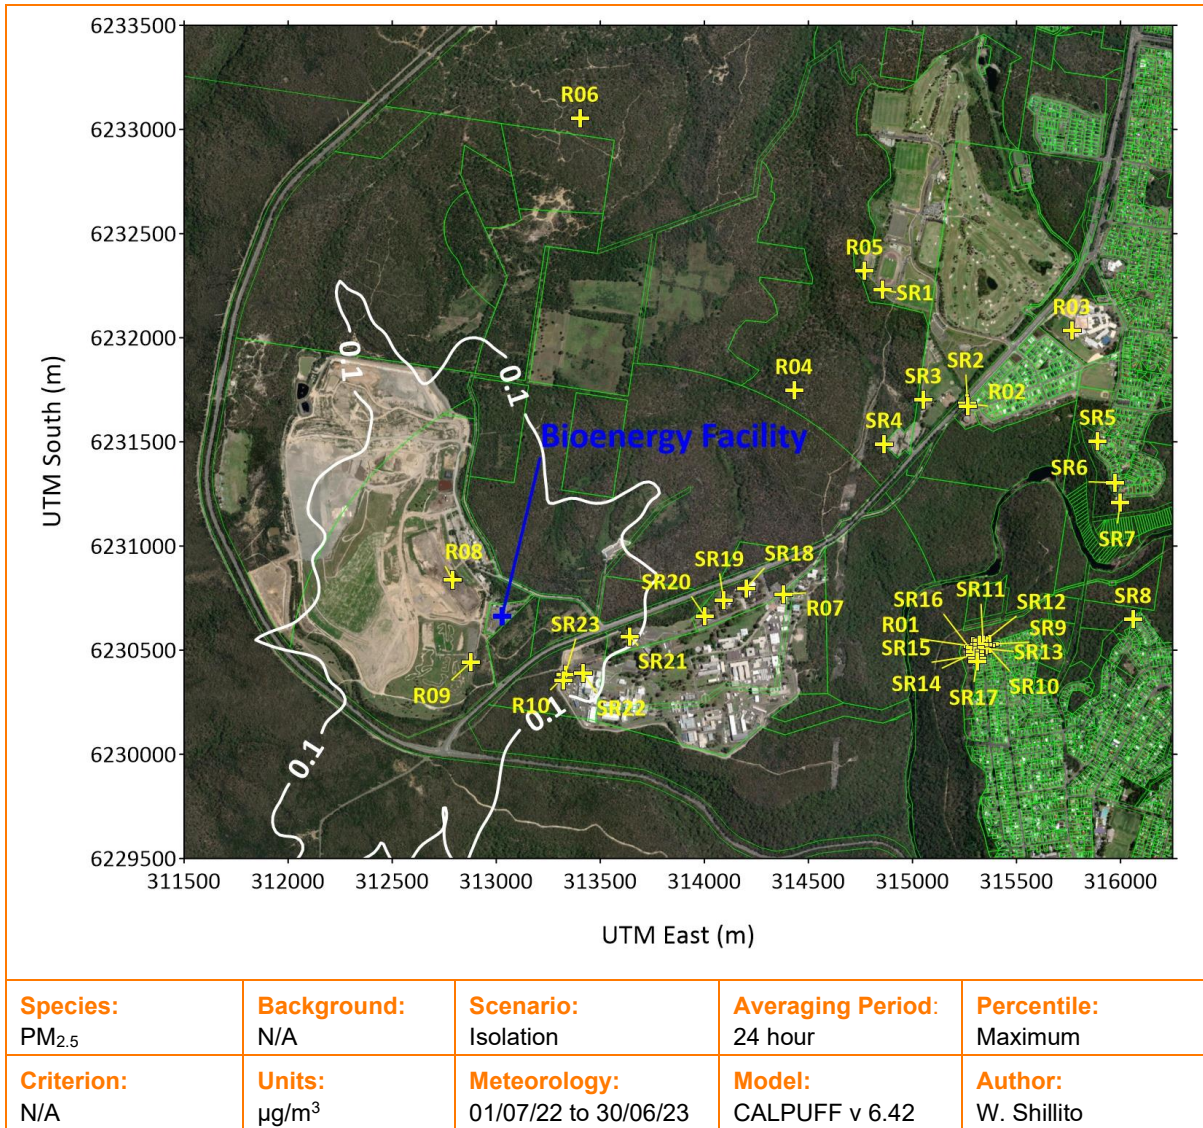 6233500
6233000
6232500
6232000
6231500
6231000
6230500
6230000
6229500
UTM South (m)
R06
R05
SR1
R03
0.1
0.1
R04
SR2
SR3
R02
SR4
SR5
Bioenergy Facility
SR6
SR7
R08
SR19
SR18
SR20
R07
SR11
SR16
SR12
SR8
R01
SR9
SR23
SR15
SR13
SR21
R09
SR14
SR10
R10
SR22
SR17
0.1
0.1
311500 312000 312500 313000 313500 314000 314500 315000 315500 316000
UTM East (m)
Species: Background: Scenario: Averaging Period: Percentile:
PM2.5 N/A Isolation 24 hour Maximum
Criterion: Units: Meteorology: Model: Author:
N/A µg/m³ 01/07/22 to 30/06/23 CALPUFF v 6.42 W. Shillito